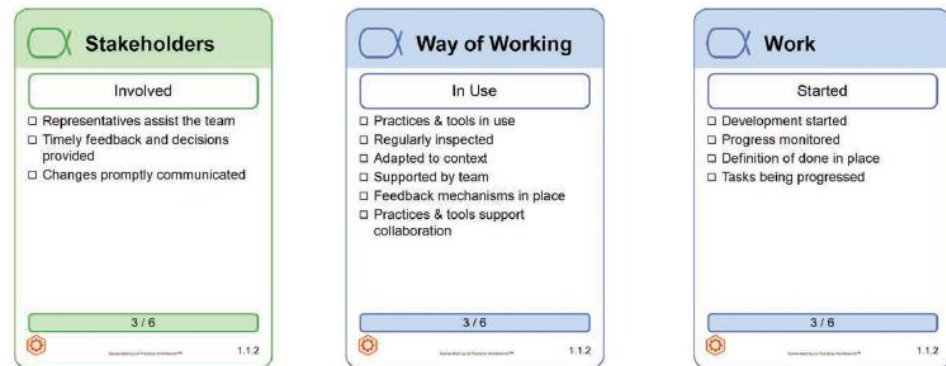 Stakeholders
Involved
☐ Representatives assist the team
☐ Timely feedback and decisions
provided
☐ Changes promptly communicated
3 / 6
1.1.2
Way of Working
In Use
☐ Practices & tools in use
☐ Regularly inspected
☐ Adapted to context
☐ Supported by team
☐ Feedback mechanisms in place
☐ Practices & tools support
collaboration
3 / 6
1.1.2
Work
Started
☐ Development started
☐ Progress monitored
☐ Definition of done in place
☐ Tasks being progressed
3 / 6
1.1.2